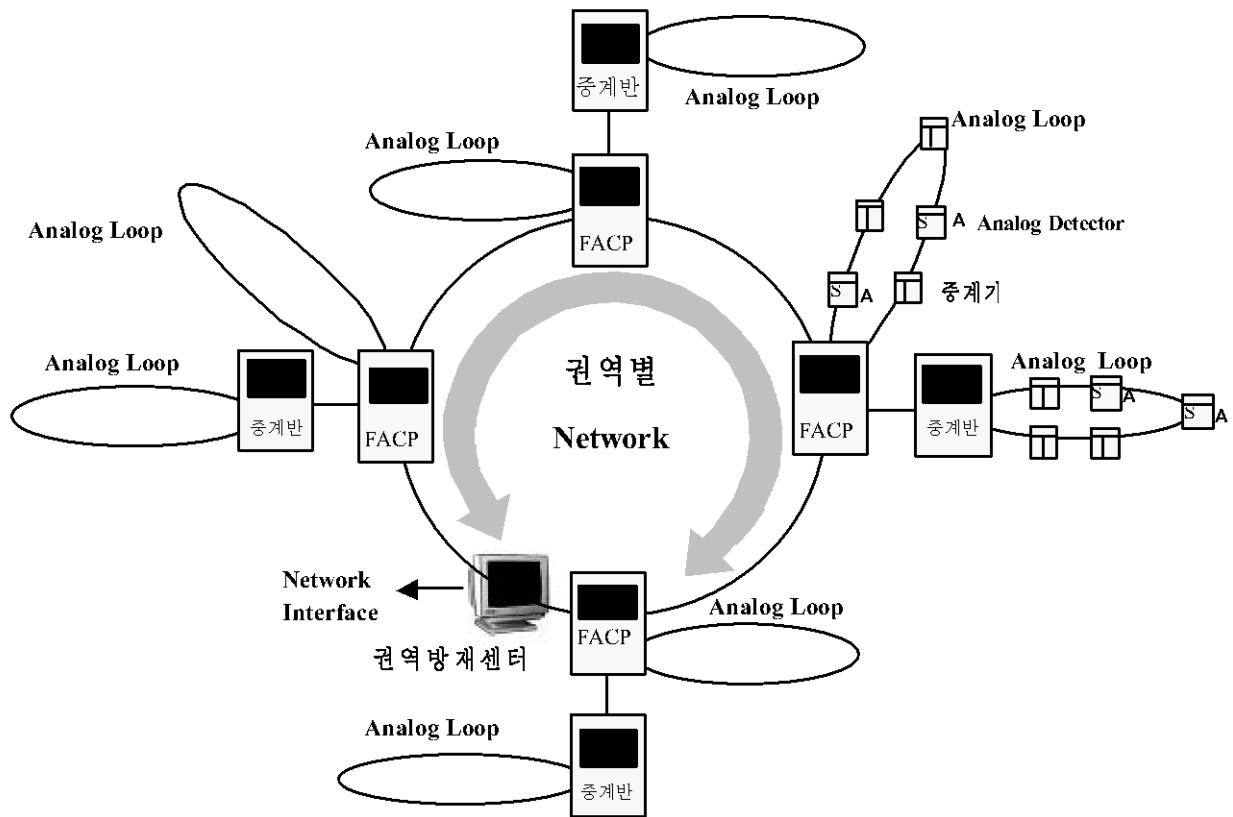 중계반
Analog Loop
Analog Loop
FACP
Analog Loop
Analog Loop
S A Analog Detector
S A
중계기
Analog Loop
중계반
FACP
권역별
Network
FACP
중계반
Analog Loop
S A
S A
Network
Interface
권역방재센터
FACP
Analog Loop
Analog Loop
중계반